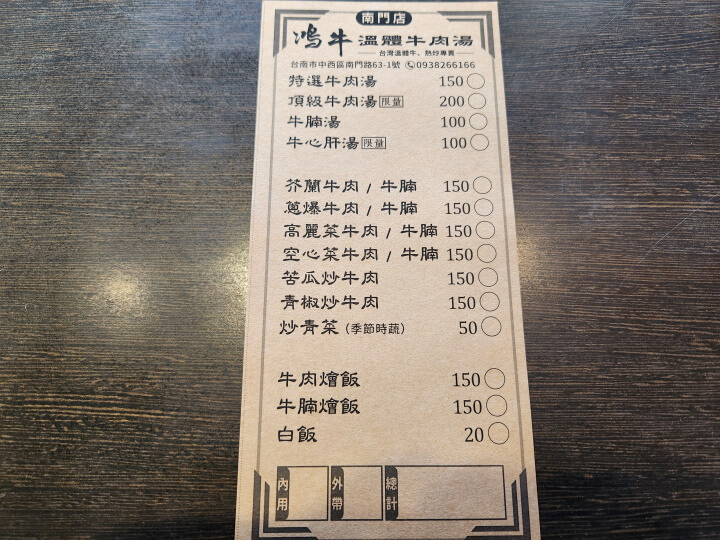 南門店
鴻牛 溫體牛肉湯
台灣溫體牛、熱炒專賣
台南市中西區南門路63-1號 0938266166
特選牛肉湯 150
頂級牛肉湯 限量 200
牛腩湯 100
牛心肝湯 限量 100
芥蘭牛肉 / 牛腩 150
蔥爆牛肉 / 牛腩 150
高麗菜牛肉 / 牛腩 150
空心菜牛肉 / 牛腩 150
苦瓜炒牛肉 150
青椒炒牛肉 150
炒青菜 (季節時蔬) 50
牛肉燴飯 150
牛腩燴飯 150
白飯 20
內用 外帶 總計